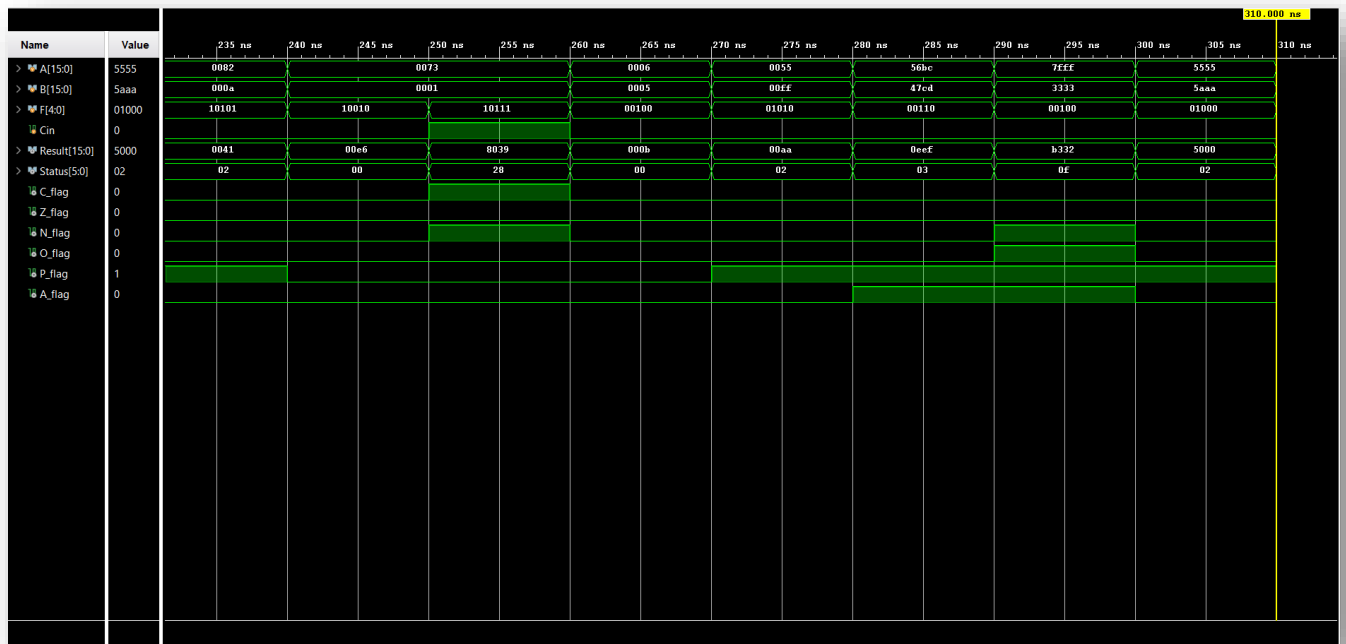 310.000 ns
Name Value 235 ns 240 ns 245 ns 250 ns 255 ns 260 ns 265 ns 270 ns 275 ns 280 ns 285 ns 290 ns 295 ns 300 ns 305 ns 310 ns
A[15:0] 5555 0082 0073 0006 0055 56bc 7fff 5555
B[15:0] 5aaa 000a 0001 0005 00ff 47cd 3333 5aaa
F[4:0] 01000 10101 10010 10111 00100 01010 00110 00100 01000
Cin 0
Result[15:0] 5000 0041 00e6 8039 000b 00aa 0eef b332 5000
Status[5:0] 02 02 00 28 00 02 03 0f 02
C_flag 0
Z_flag 0
N_flag 0
O_flag 0
P_flag 1
A_flag 0